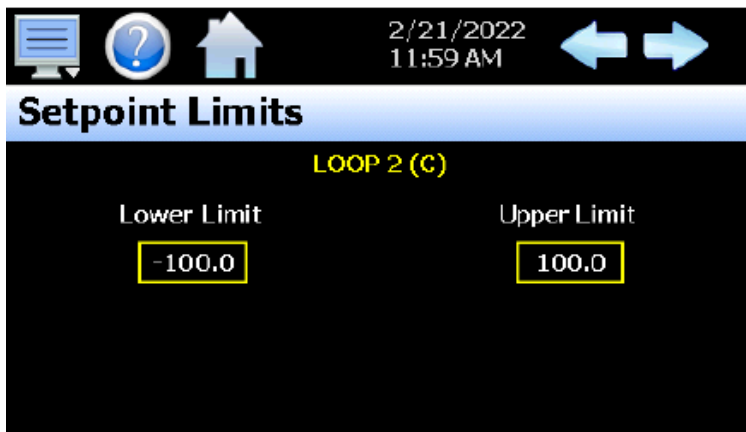 ?
2/21/2022
11:59 AM
Setpoint Limits
LOOP 2 (C)
Lower Limit Upper Limit
-100.0 100.0